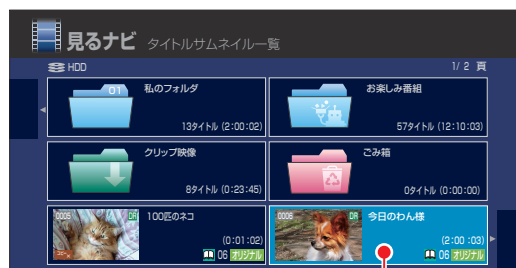 見るナビ タイトルサムネイル一覧
HDD 1/ 2 頁
01 私のフォルダ
13タイトル (2:00:02)
お楽しみ番組
57タイトル (12:10:03)
クリップ映像
8タイトル (0:23:45)
ごみ箱
0タイトル (0:00:00)
0005 DR 100匹のネコ
(0:01:02)
06 オリジナル
0006 DR 今日のわん様
(2:00 :03)
06 オリジナル